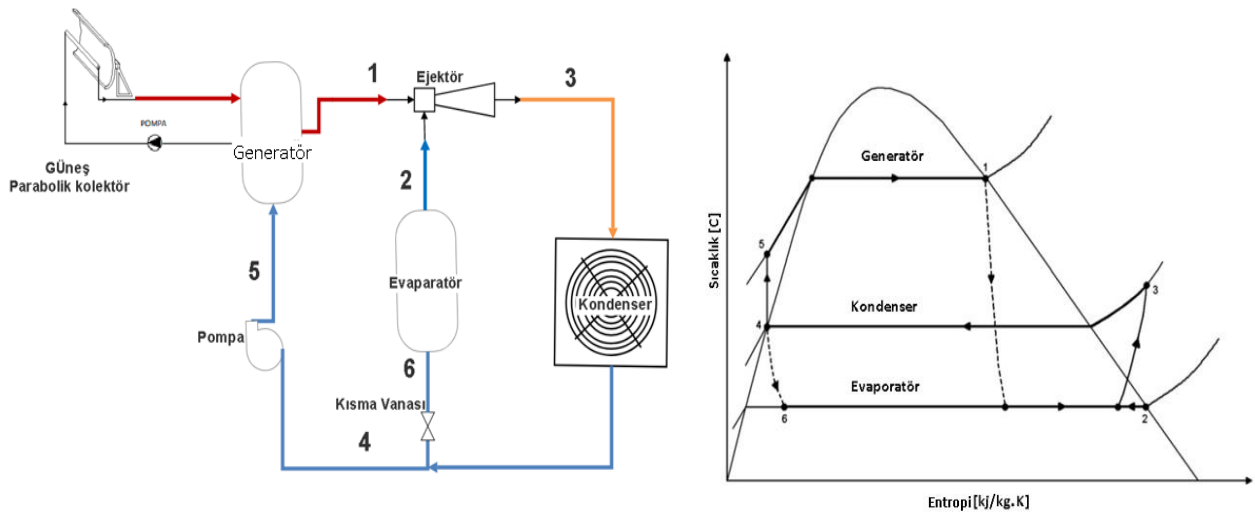 1
Ejektör
3
POMPA
Generatör
GÜneş
Parabolik kolektör
2
5
Evaparatör
Kondenser
Pompa
6
Kısma Vanası
4
Sıcaklık [C]
Generatör
1
5
3
Kondenser
4
Evaporatör
6
2
Entropi [kj/kg.K]